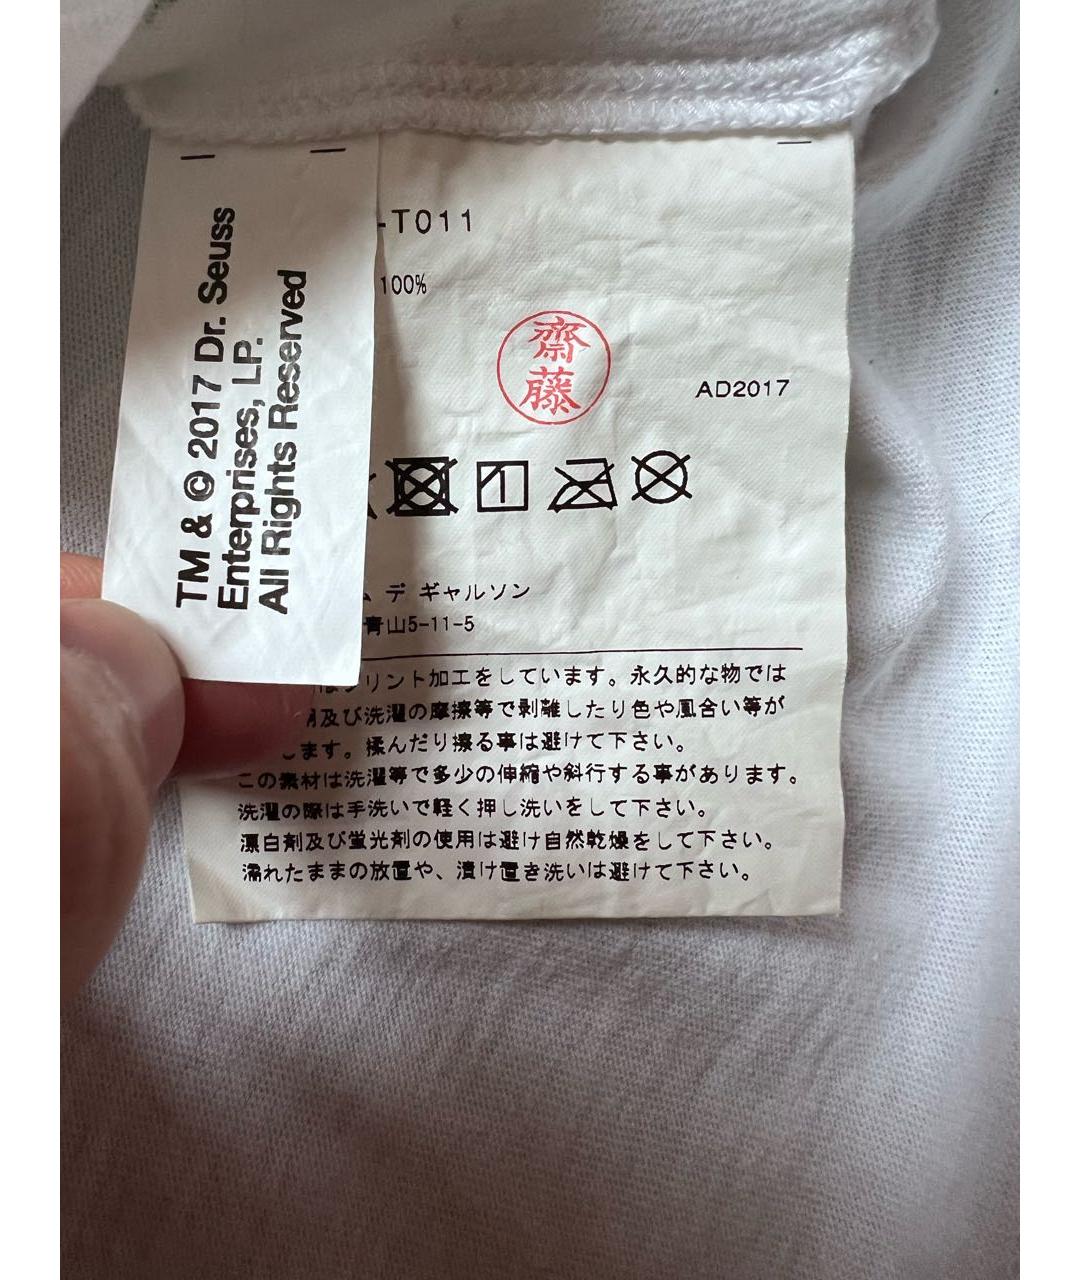 TM & © 2017 Dr. Seuss
Enterprises, LP.
All Rights Reserved
-T011
100%
齋藤
AD2017
ム デ ギャルソン
青山5-11-5
はプリント加工をしています。永久的な物では
及び洗濯の摩擦等で剥離したり色や風合い等が
します。揉んだり擦る事は避けて下さい。
この素材は洗濯等で多少の伸縮や斜行する事があります。
洗濯の際は手洗いで軽く押し洗いをして下さい。
漂白剤及び蛍光剤の使用は避け自然乾燥をして下さい。
濡れたままの放置や、漬け置き洗いは避けて下さい。